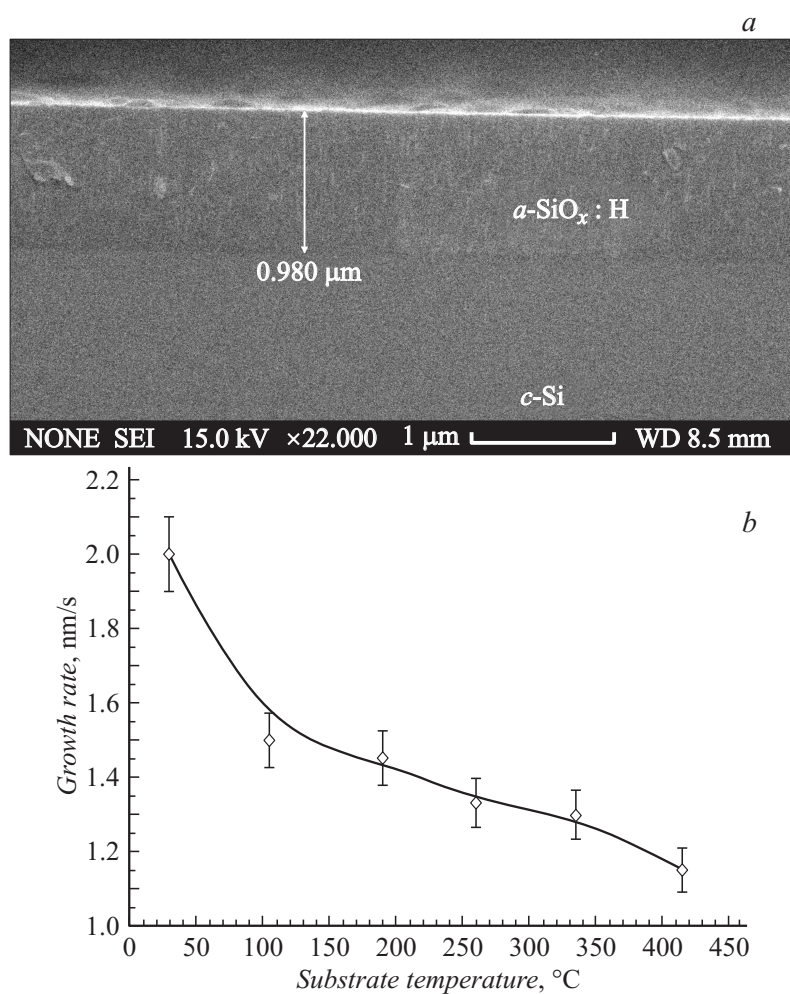 a
a-SiOx : H
0.980 μm
c-Si
NONE SEI 15.0 kV ×22.000 1 μm WD 8.5 mm
b
2.2
2.0
1.8
1.6
1.4
1.2
1.0
Growth rate, nm/s
0 50 100 150 200 250 300 350 400 450
Substrate temperature, °C